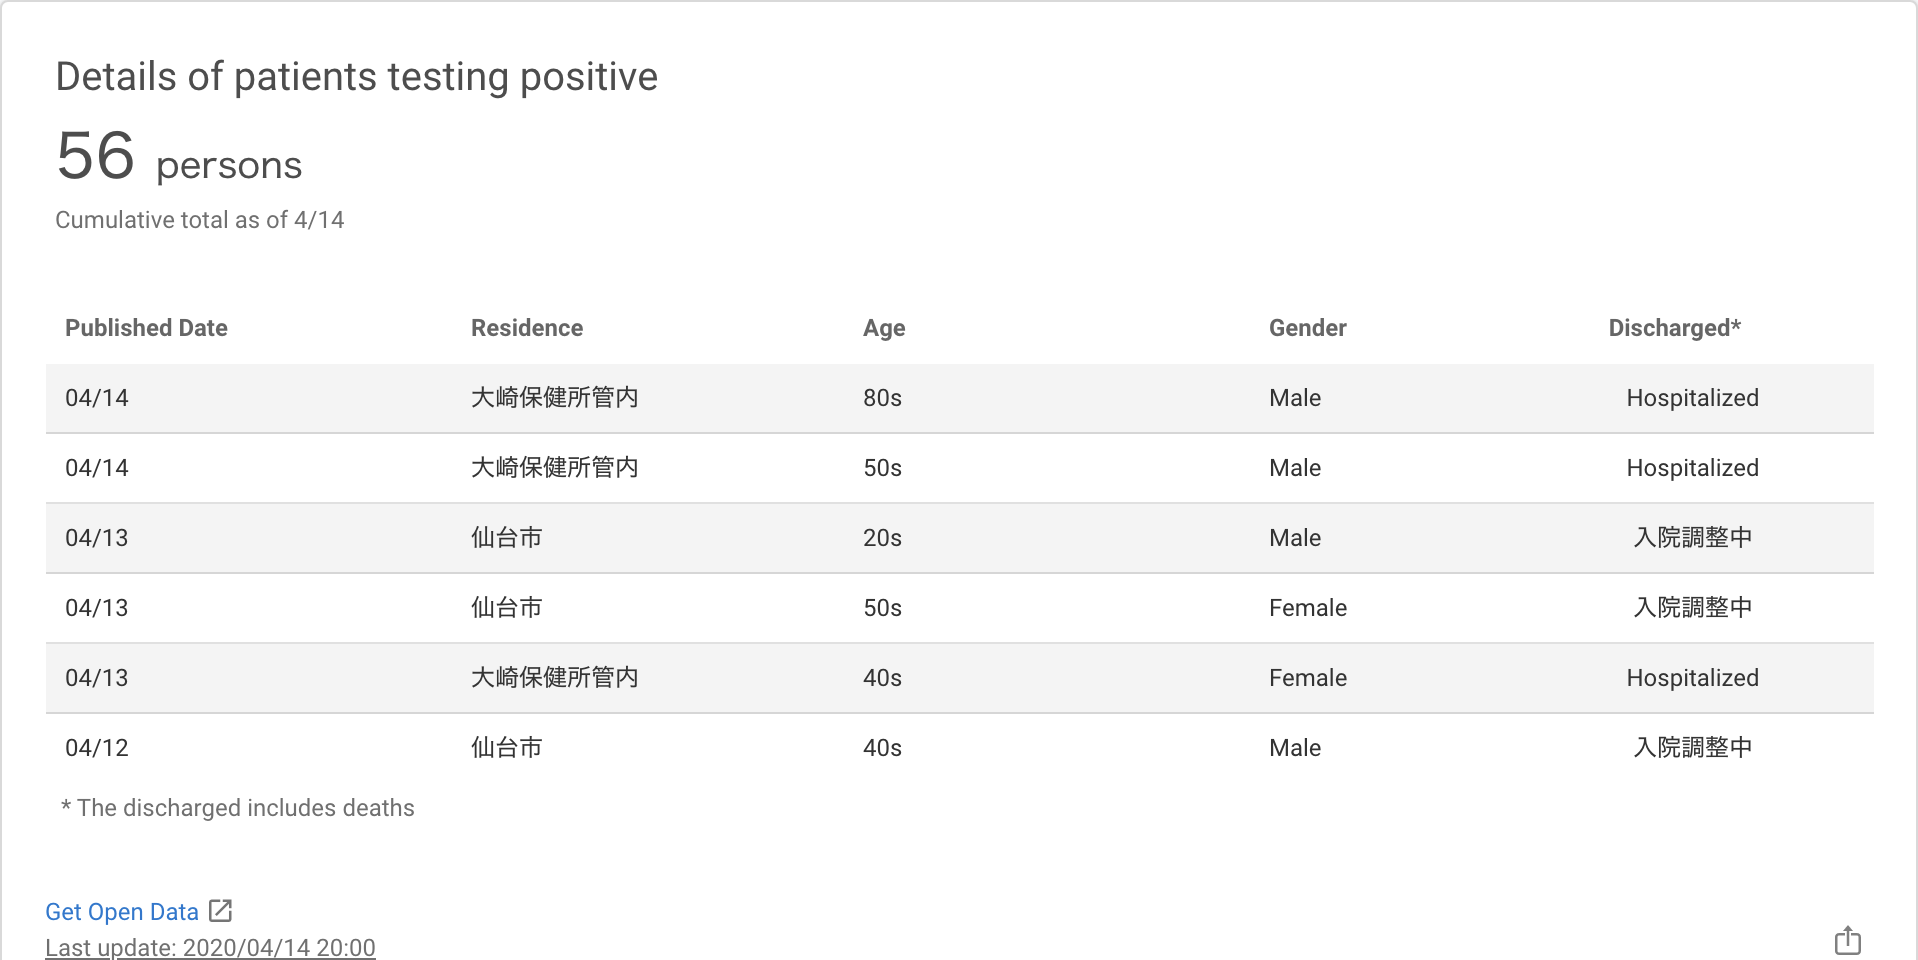 Details of patients testing positive
56 persons
Cumulative total as of 4/14
Published Date Residence Age Gender Discharged*
04/14 大崎保健所管内 80s Male Hospitalized
04/14 大崎保健所管内 50s Male Hospitalized
04/13 仙台市 20s Male 入院調整中
04/13 仙台市 50s Female 入院調整中
04/13 大崎保健所管内 40s Female Hospitalized
04/12 仙台市 40s Male 入院調整中
* The discharged includes deaths
Get Open Data
Last update: 2020/04/14 20:00